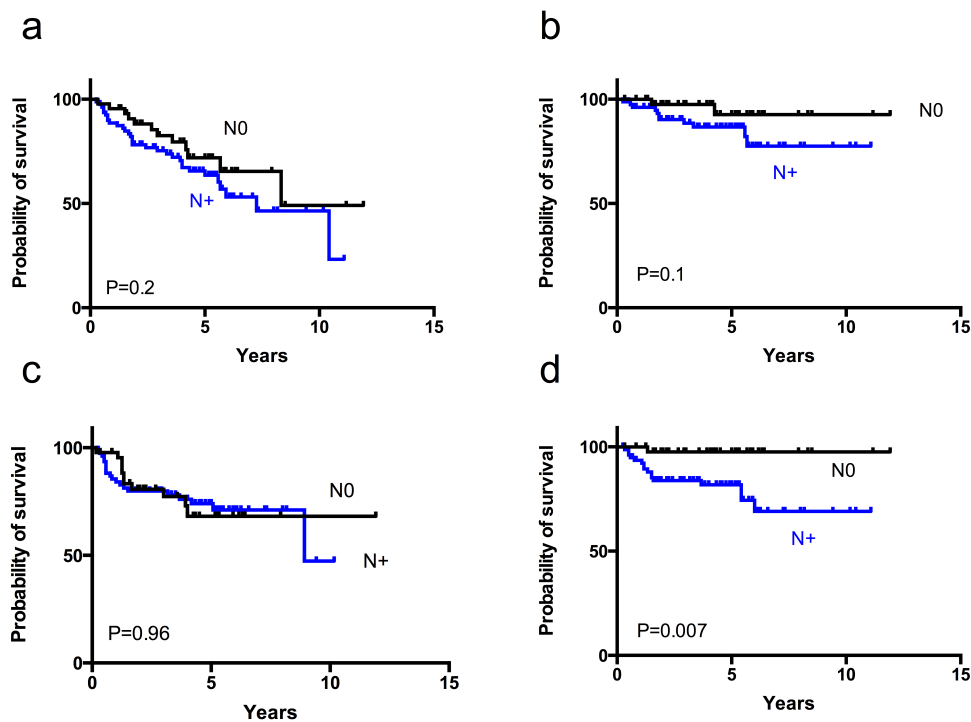 a
Probability of survival
100
50
0
N0
N+
P=0.2
0 5 10 15
Years
b
Probability of survival
100
50
0
N0
N+
P=0.1
0 5 10 15
Years
c
Probability of survival
100
50
0
N0
N+
P=0.96
0 5 10 15
Years
d
Probability of survival
100
50
0
N0
N+
P=0.007
0 5 10 15
Years